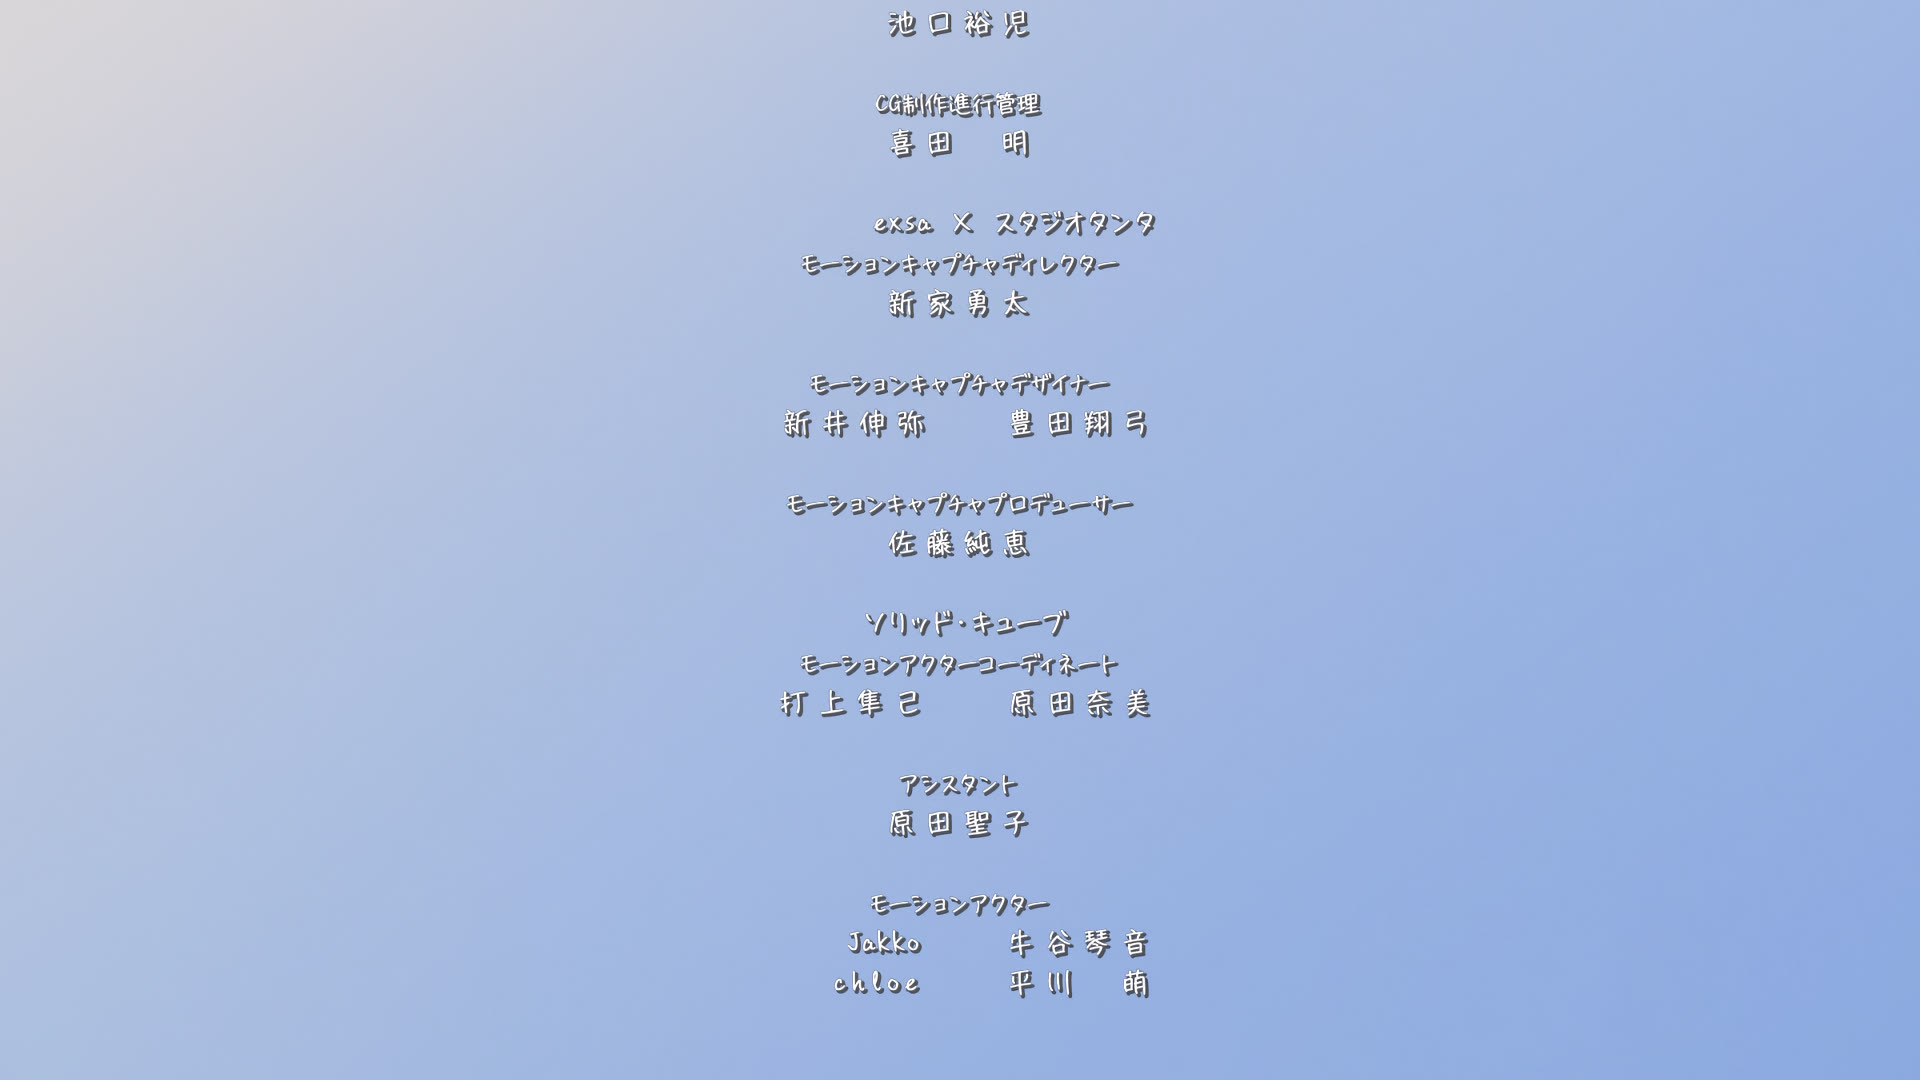 池口裕児
CG制作進行管理
喜田　明
exsa X スタジオタンタ
モーションキャプチャディレクター
新家勇太
モーションキャプチャデザイナー
新井伸弥　豊田翔弓
モーションキャプチャプロデューサー
佐藤純恵
ソリッド・キューブ
モーションアクターコーディネート
打上隼己　原田奈美
アシスタント
原田聖子
モーションアクター
Jakko　牛谷琴音
chloe　平川　萌